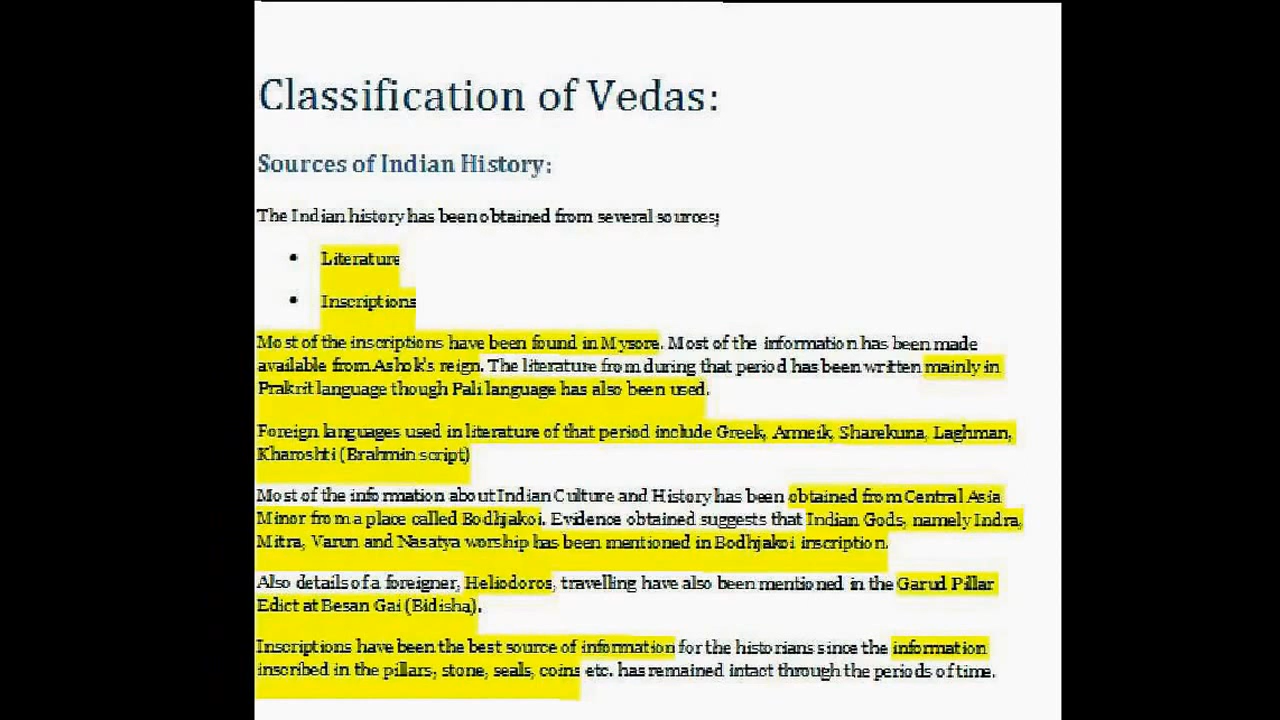 Classification of Vedas:
Sources of Indian History:
The Indian history has been obtained from several sources;
• Literature
• Inscriptions
Most of the inscriptions have been found in Mysore. Most of the information has been made
available from Ashok's reign. The literature from during that period has been written mainly in
Prakrit language though Pali language has also been used.
Foreign languages used in literature of that period include Greek, Armeik, Sharekuna, Laghman,
Kharoshti (Brahmin script)
Most of the information about Indian Culture and History has been obtained from Central Asia
Minor from a place called Bodhjakoi. Evidence obtained suggests that Indian Gods, namely Indra,
Mitra, Varun and Nasatya worship has been mentioned in Bodhjakoi inscription.
Also details of a foreigner, Heliodoros, travelling have also been mentioned in the Garud Pillar
Edict at Besan Gai (Bidisha).
Inscriptions have been the best source of information for the historians since the information
inscribed in the pillars, stone, seals, coins etc. has remained intact through the periods of time.